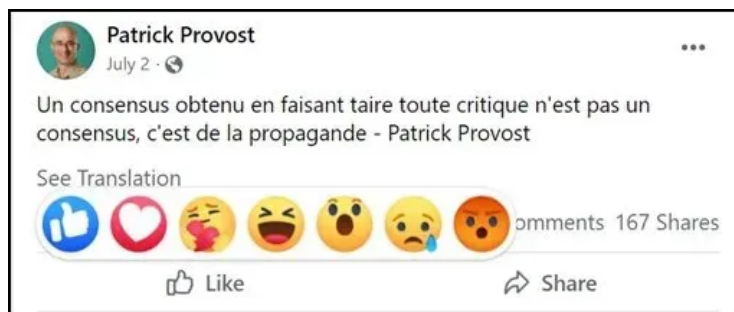 Patrick Provost
July 2 ·
Un consensus obtenu en faisant taire toute critique n'est pas un
consensus, c'est de la propagande - Patrick Provost
See Translation
167 Shares
Like
Share